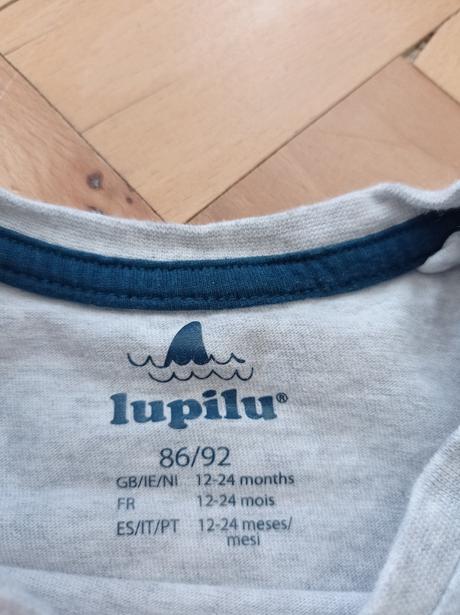 lupilu®
86/92
GB/IE/NI 12-24 months
FR 12-24 mois
ES/IT/PT 12-24 meses/
mesi